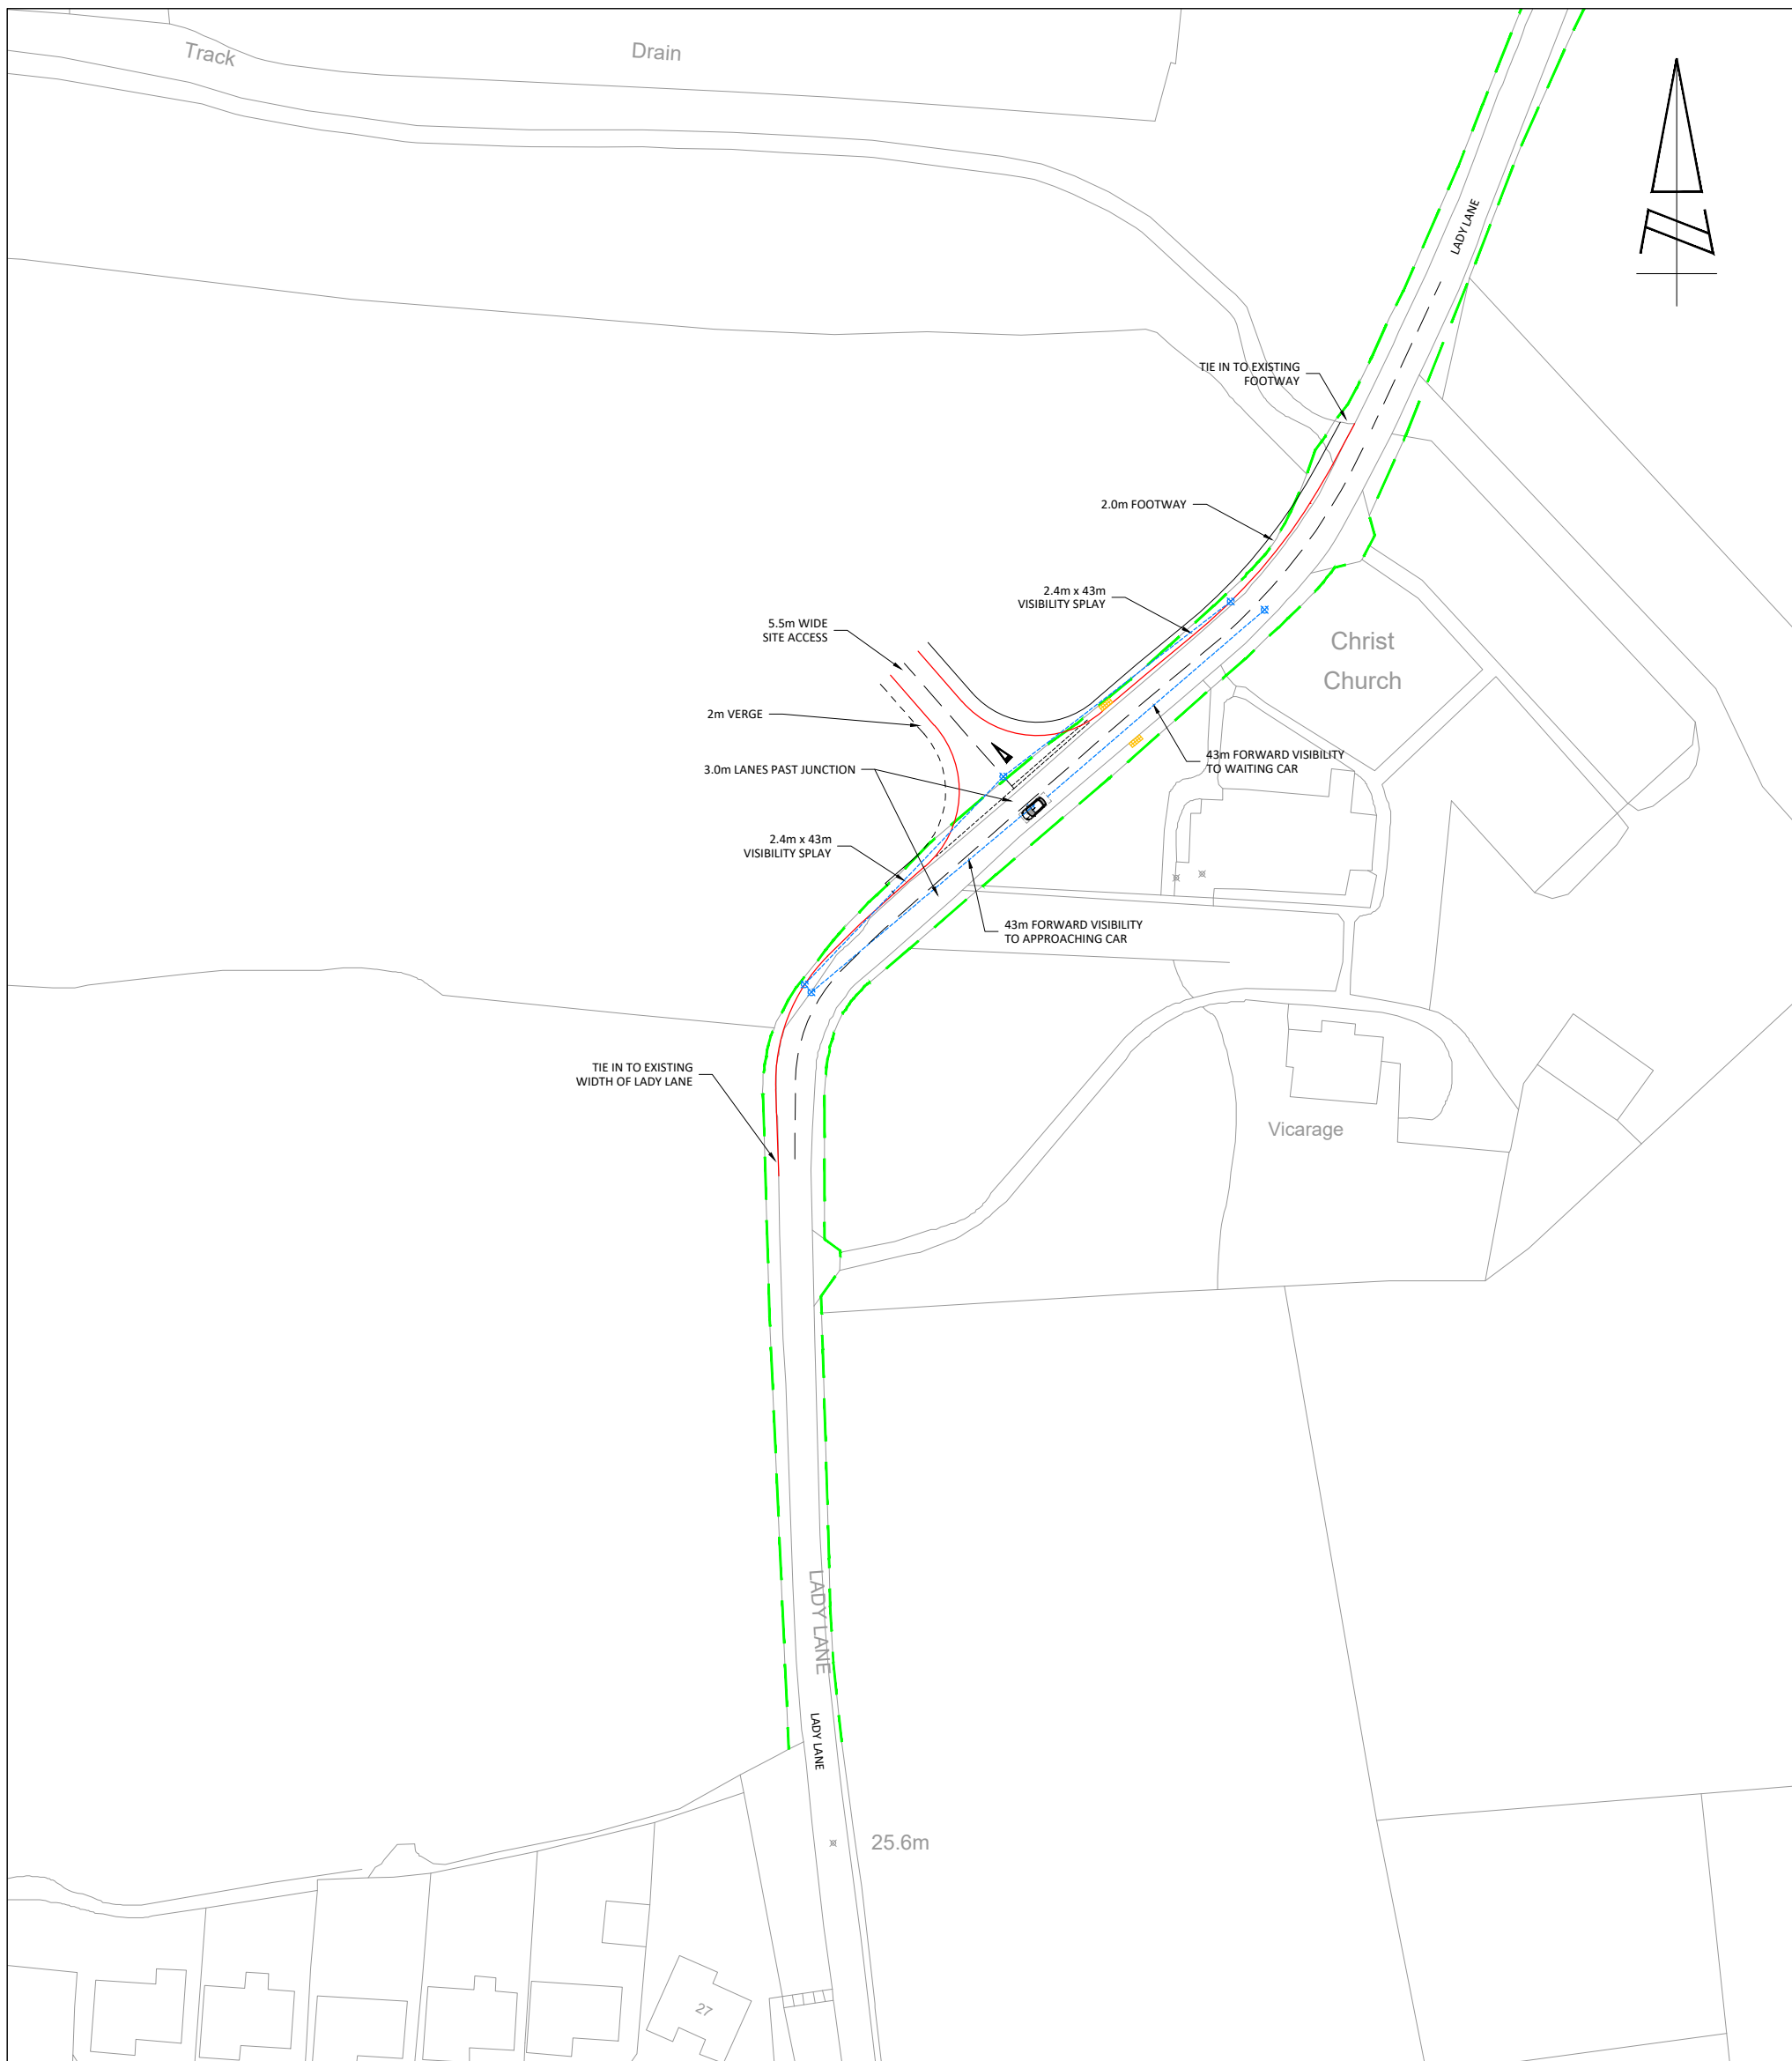 Track
Drain
LADY LANE
TIE IN TO EXISTING
FOOTWAY
2.0m FOOTWAY
2.4m x 43m
VISIBILITY SPLAY
5.5m WIDE
SITE ACCESS
Christ
Church
2m VERGE
43m FORWARD VISIBILITY
TO WAITING CAR
3.0m LANES PAST JUNCTION
2.4m x 43m
VISIBILITY SPLAY
43m FORWARD VISIBILITY
TO APPROACHING CAR
TIE IN TO EXISTING
WIDTH OF LADY LANE
Vicarage
LADY LANE
LADY LANE
25.6m
27